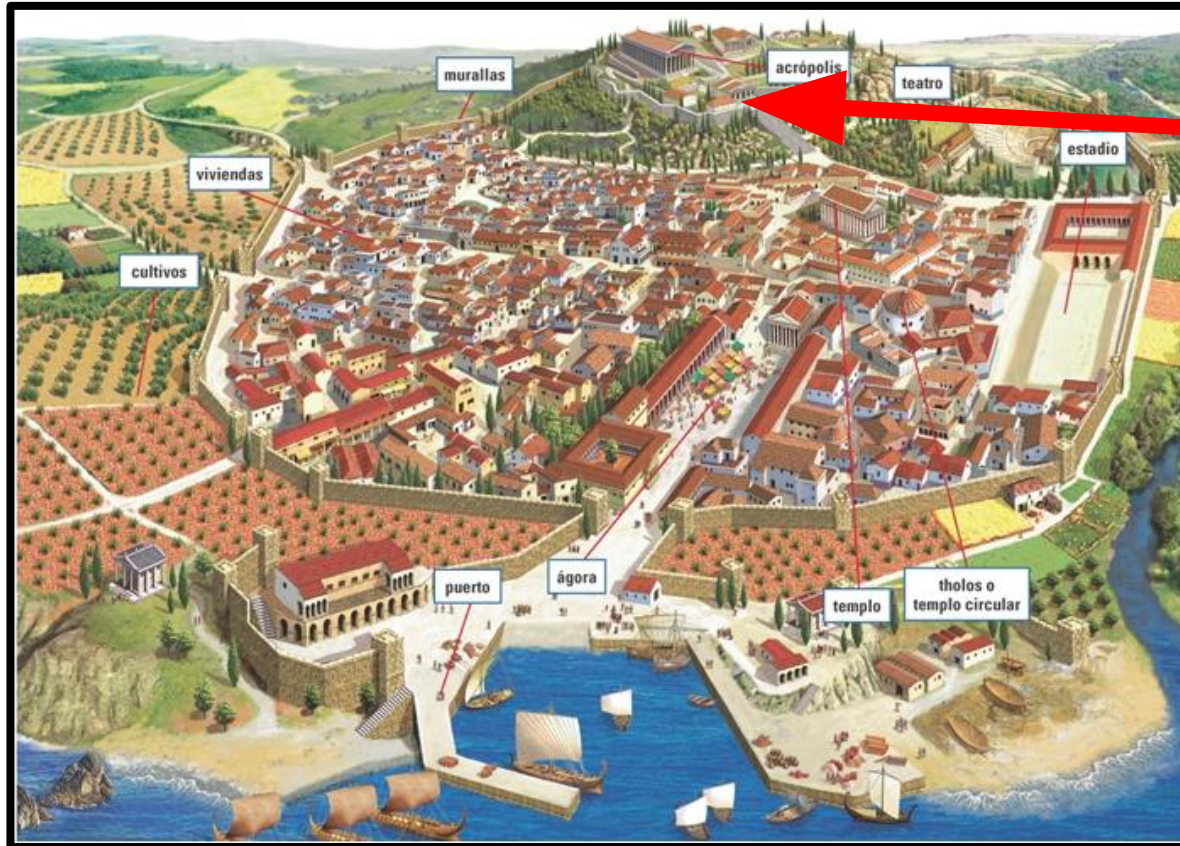 acrópolis
murallas
teatro
estadio
viviendas
cultivos
puerto
ágora
templo
tholos o
templo circular